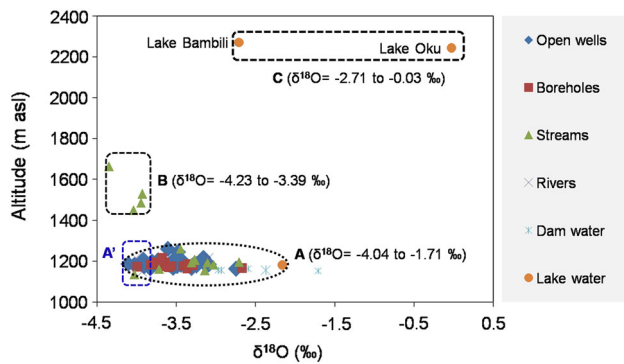 2400
2200
2000
1800
1600
1400
1200
1000
Altitude (m asl)
Lake Bambili
Lake Oku
C (δ18O= -2.71 to -0.03 ‰)
B (δ18O= -4.23 to -3.39 ‰)
A'
A (δ18O= -4.04 to -1.71 ‰)
-4.5 -3.5 -2.5 -1.5 -0.5 0.5
δ18O (‰)
Open wells
Boreholes
Streams
Rivers
Dam water
Lake water